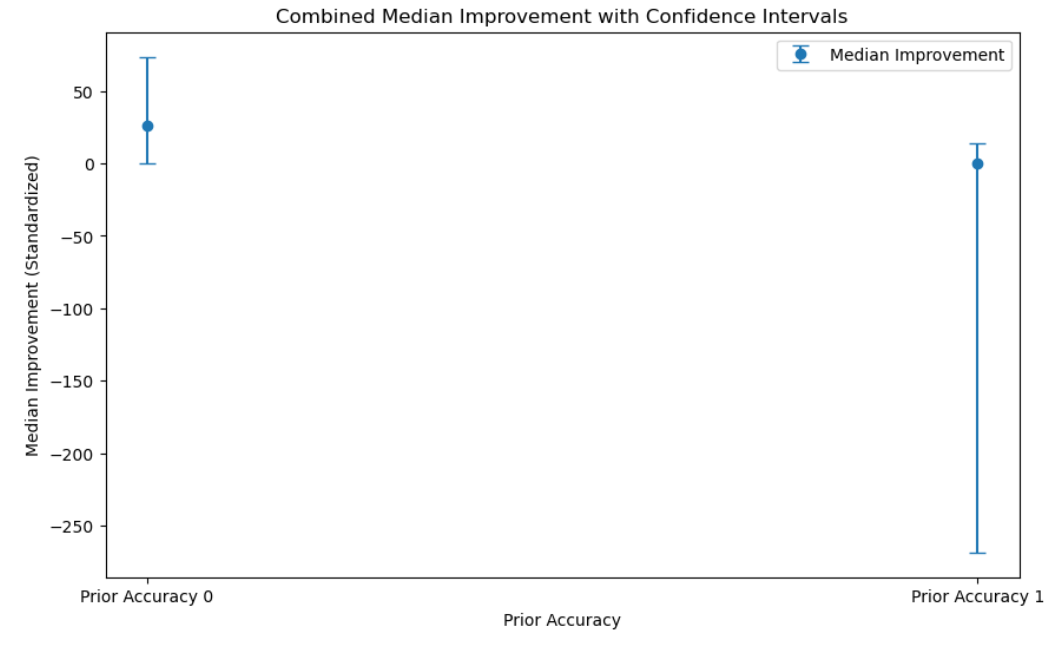 Combined Median Improvement with Confidence Intervals
Median Improvement
50
0
−50
−100
−150
−200
−250
Median Improvement (Standardized)
Prior Accuracy 0
Prior Accuracy 1
Prior Accuracy